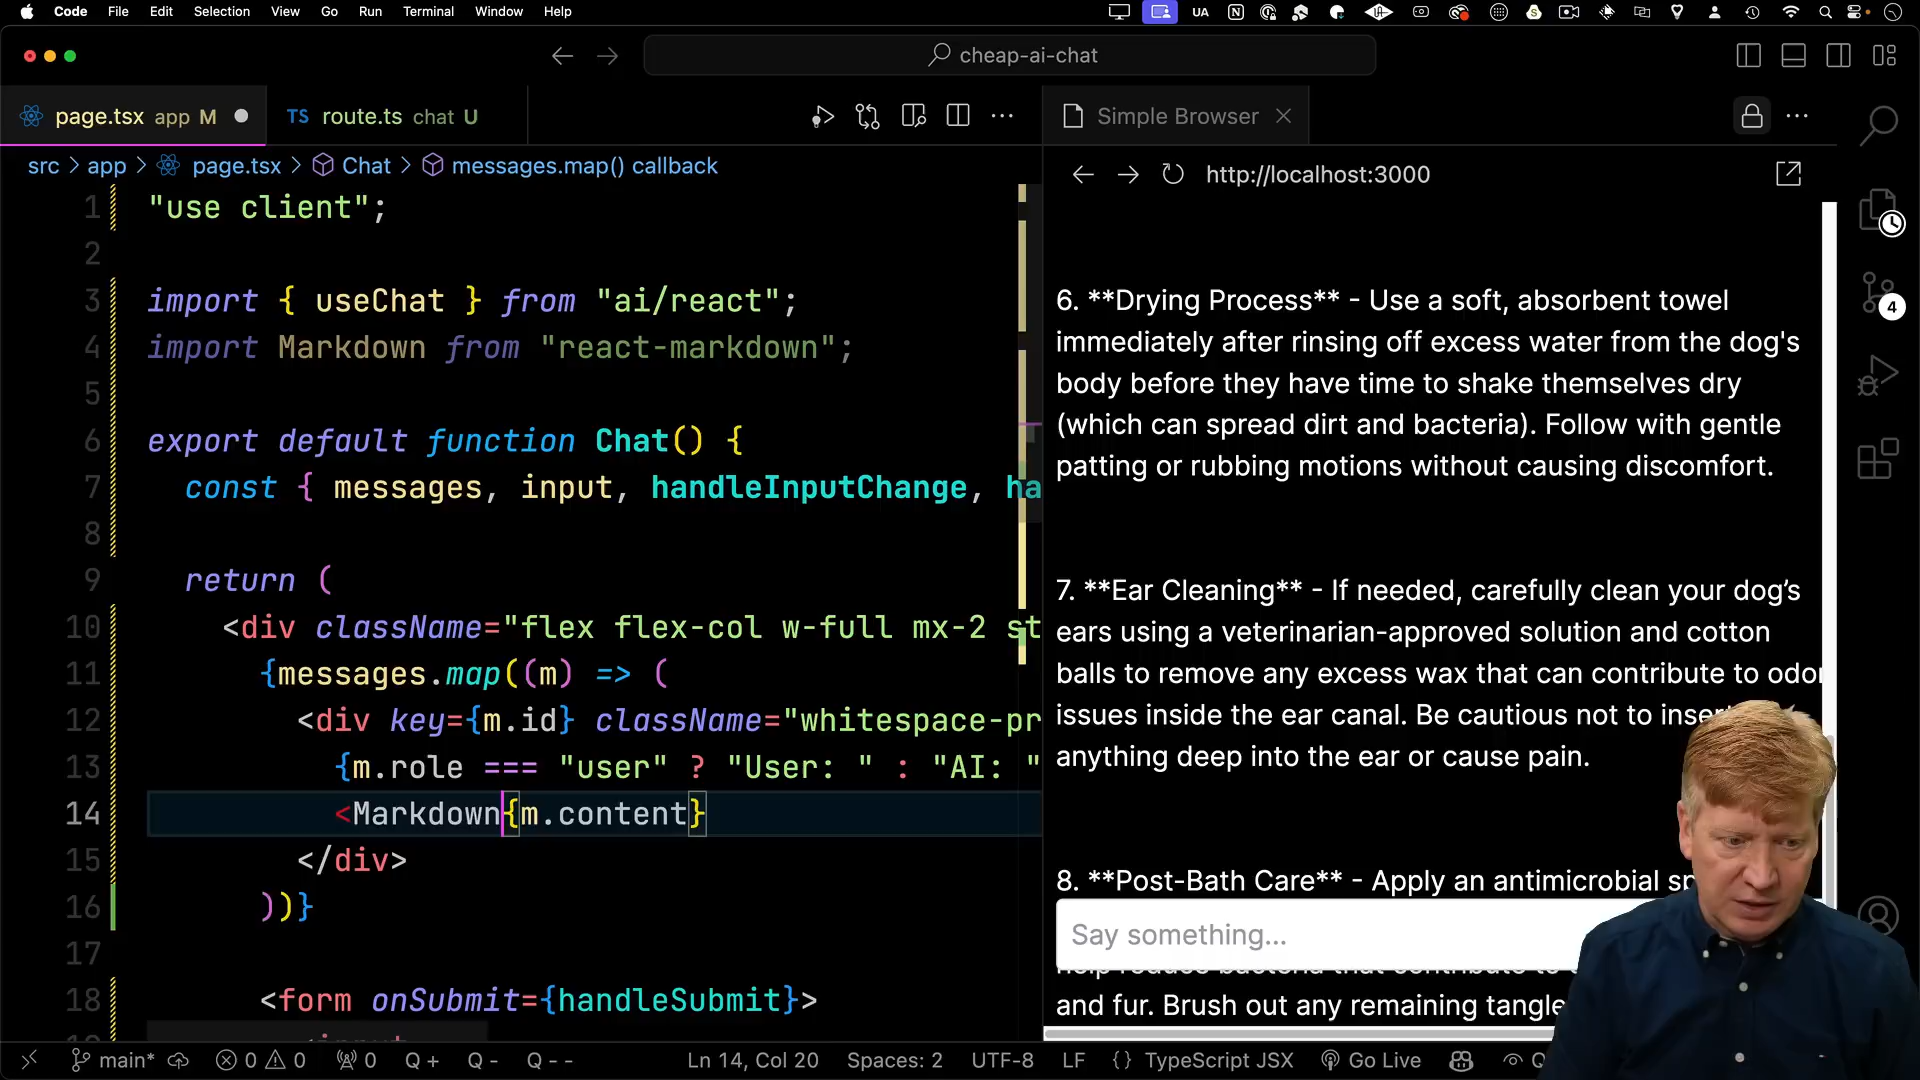 Code File Edit Selection View Go Run Terminal Window Help
UA
cheap-ai-chat
page.tsx app M
TS route.ts chat U
Simple Browser
src > app > page.tsx > Chat > messages.map() callback
http://localhost:3000
1 "use client";
2
3 import { useChat } from "ai/react";
4 import Markdown from "react-markdown";
5
6 export default function Chat() {
7 const { messages, input, handleInputChange, ha
8
9 return (
10 <div className="flex flex-col w-full mx-2 st
11 {messages.map((m) => (
12 <div key={m.id} className="whitespace-pr
13 {m.role === "user" ? "User: " : "AI: "
14 <Markdown{m.content}
15 </div>
16 ))}
17
18 <form onSubmit={handleSubmit}>
6. **Drying Process** - Use a soft, absorbent towel
immediately after rinsing off excess water from the dog's
body before they have time to shake themselves dry
(which can spread dirt and bacteria). Follow with gentle
patting or rubbing motions without causing discomfort.
7. **Ear Cleaning** - If needed, carefully clean your dog’s
ears using a veterinarian-approved solution and cotton
balls to remove any excess wax that can contribute to odor
issues inside the ear canal. Be cautious not to insert
anything deep into the ear or cause pain.
8. **Post-Bath Care** - Apply an antimicrobial sp
Say something...
and fur. Brush out any remaining tangle
4
main* 0 0 0 Q + Q - Q - - Ln 14, Col 20 Spaces: 2 UTF-8 LF {} TypeScript JSX Go Live